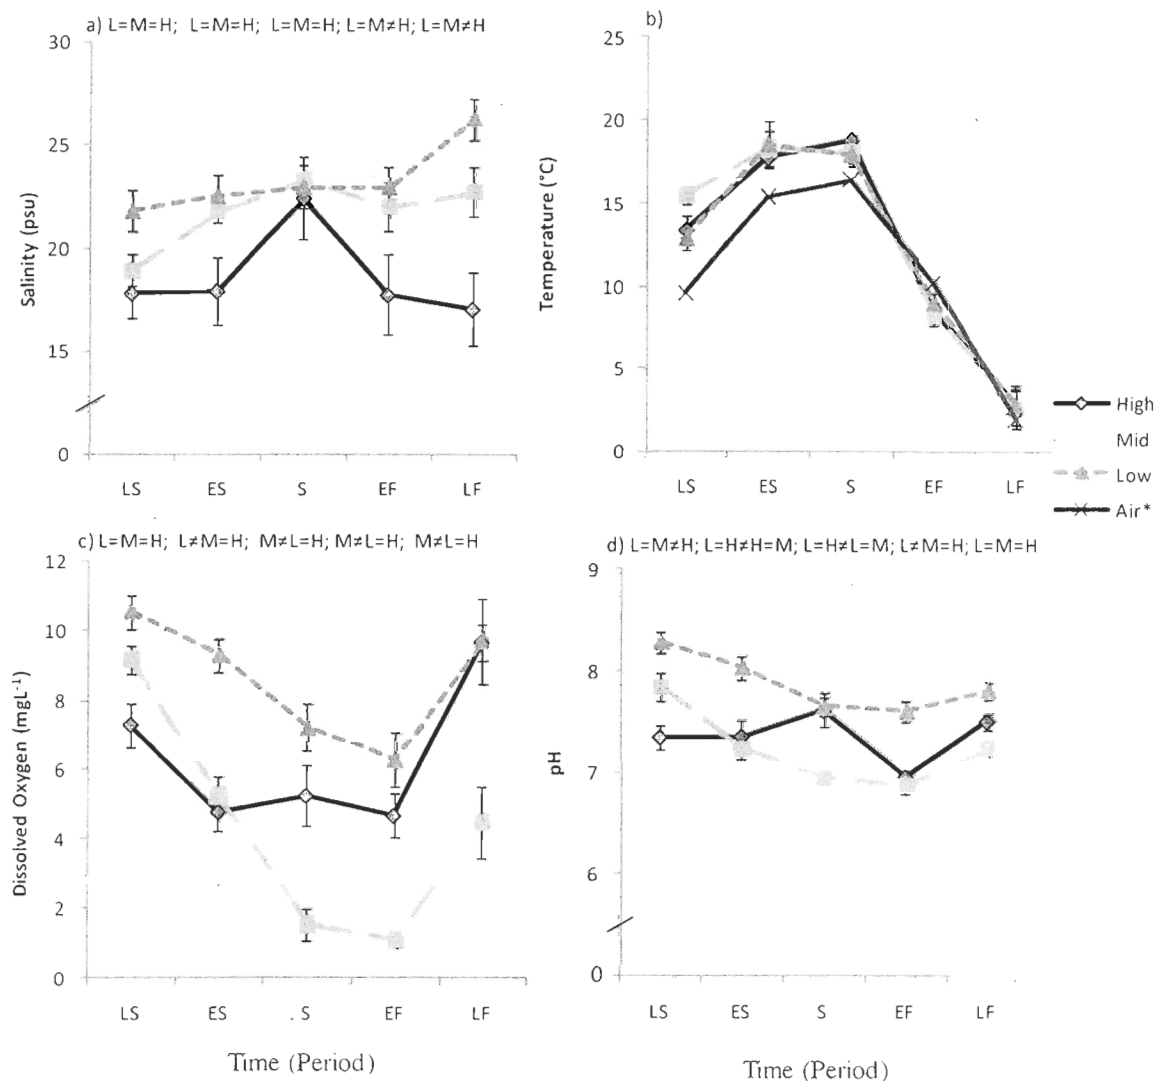 a) L=M=H; L=M=H; L=M=H; L=M≠H; L=M≠H
30
25
20
15
0
Salinity (psu)
LS ES S EF LF
b)
25
20
15
10
5
0
Temperature (°C)
LS ES S EF LF
High
Mid
Low
Air*
c) L=M=H; L≠M=H; M≠L=H; M≠L=H; M≠L=H
12
10
8
6
4
2
0
Dissolved Oxygen (mgL⁻¹)
LS ES S EF LF
Time (Period)
d) L=M≠H; L=H≠H=M; L=H≠L=M; L≠M=H; L=M=H
9
8
7
6
0
pH
LS ES S EF LF
Time (Period)